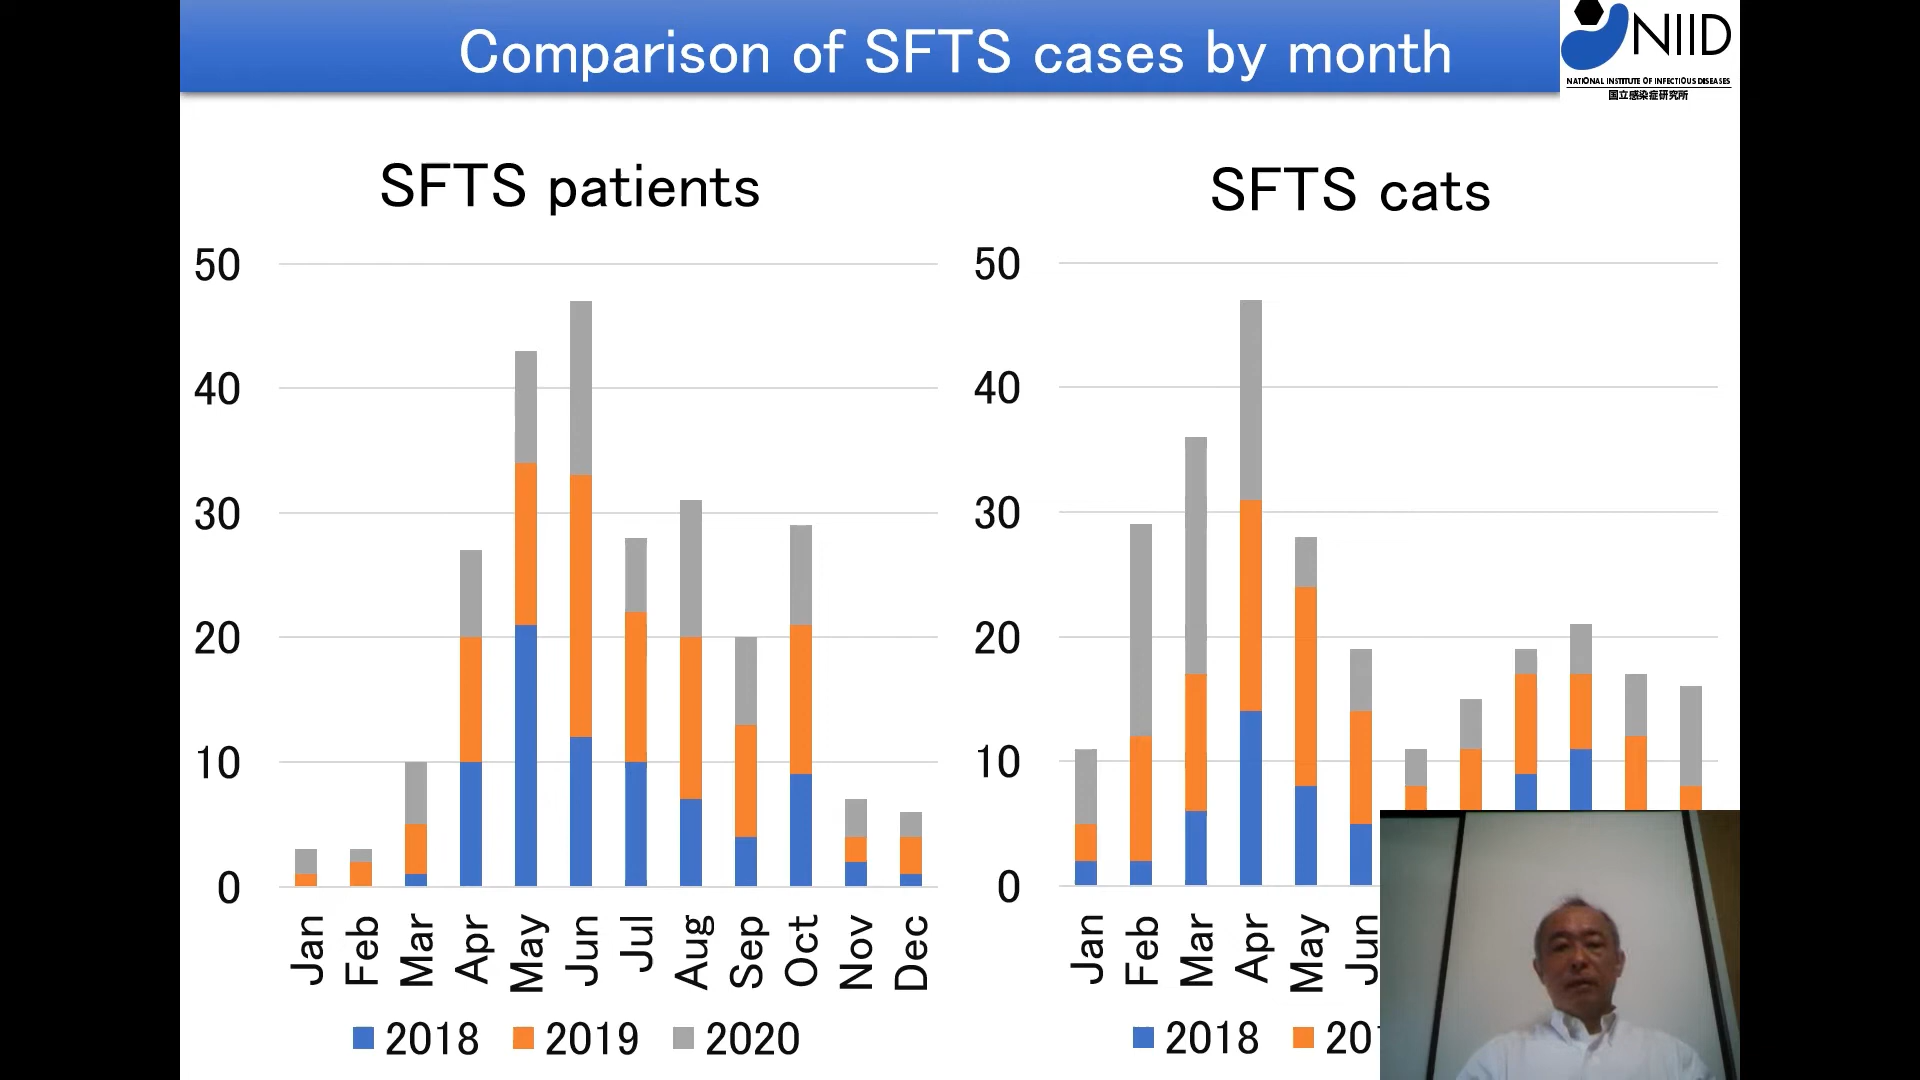 Comparison of SFTS cases by month
NIID
NATIONAL INSTITUTE OF INFECTIOUS DISEASES
国立感染症研究所
SFTS patients
50
40
30
20
10
0
Jan
Feb
Mar
Apr
May
Jun
Jul
Aug
Sep
Oct
Nov
Dec
2018
2019
2020
SFTS cats
50
40
30
20
10
0
Jan
Feb
Mar
Apr
May
Jun
2018